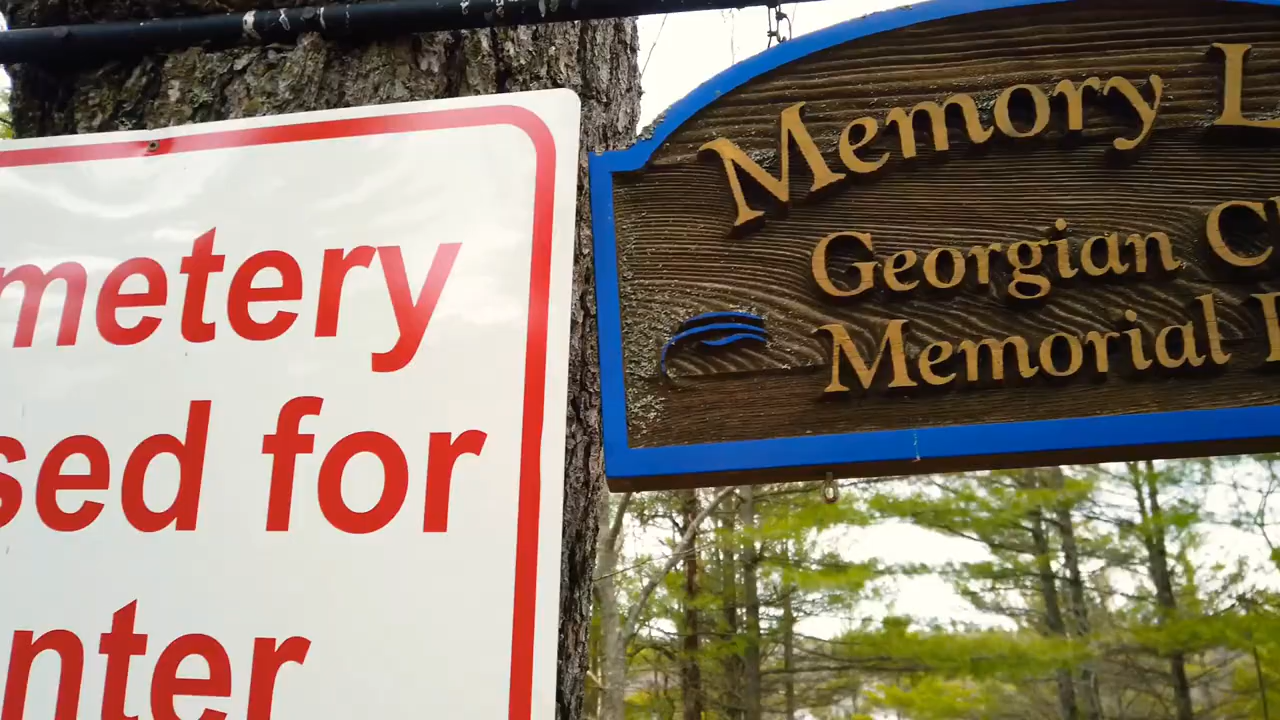 metery
sed for
nter
Memory L
Georgian C
Memorial